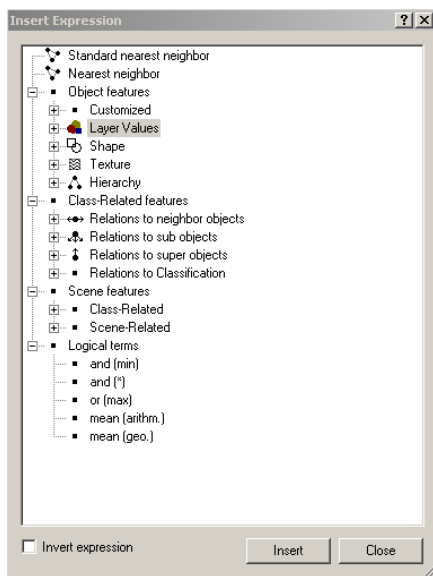 Insert Expression
Standard nearest neighbor
Nearest neighbor
Object features
Customized
Layer Values
Shape
Texture
Hierarchy
Class-Related features
Relations to neighbor objects
Relations to sub objects
Relations to super objects
Relations to Classification
Scene features
Class-Related
Scene-Related
Logical terms
and (min)
and (*)
or (max)
mean (arithm.)
mean (geo.)
Invert expression
Insert
Close